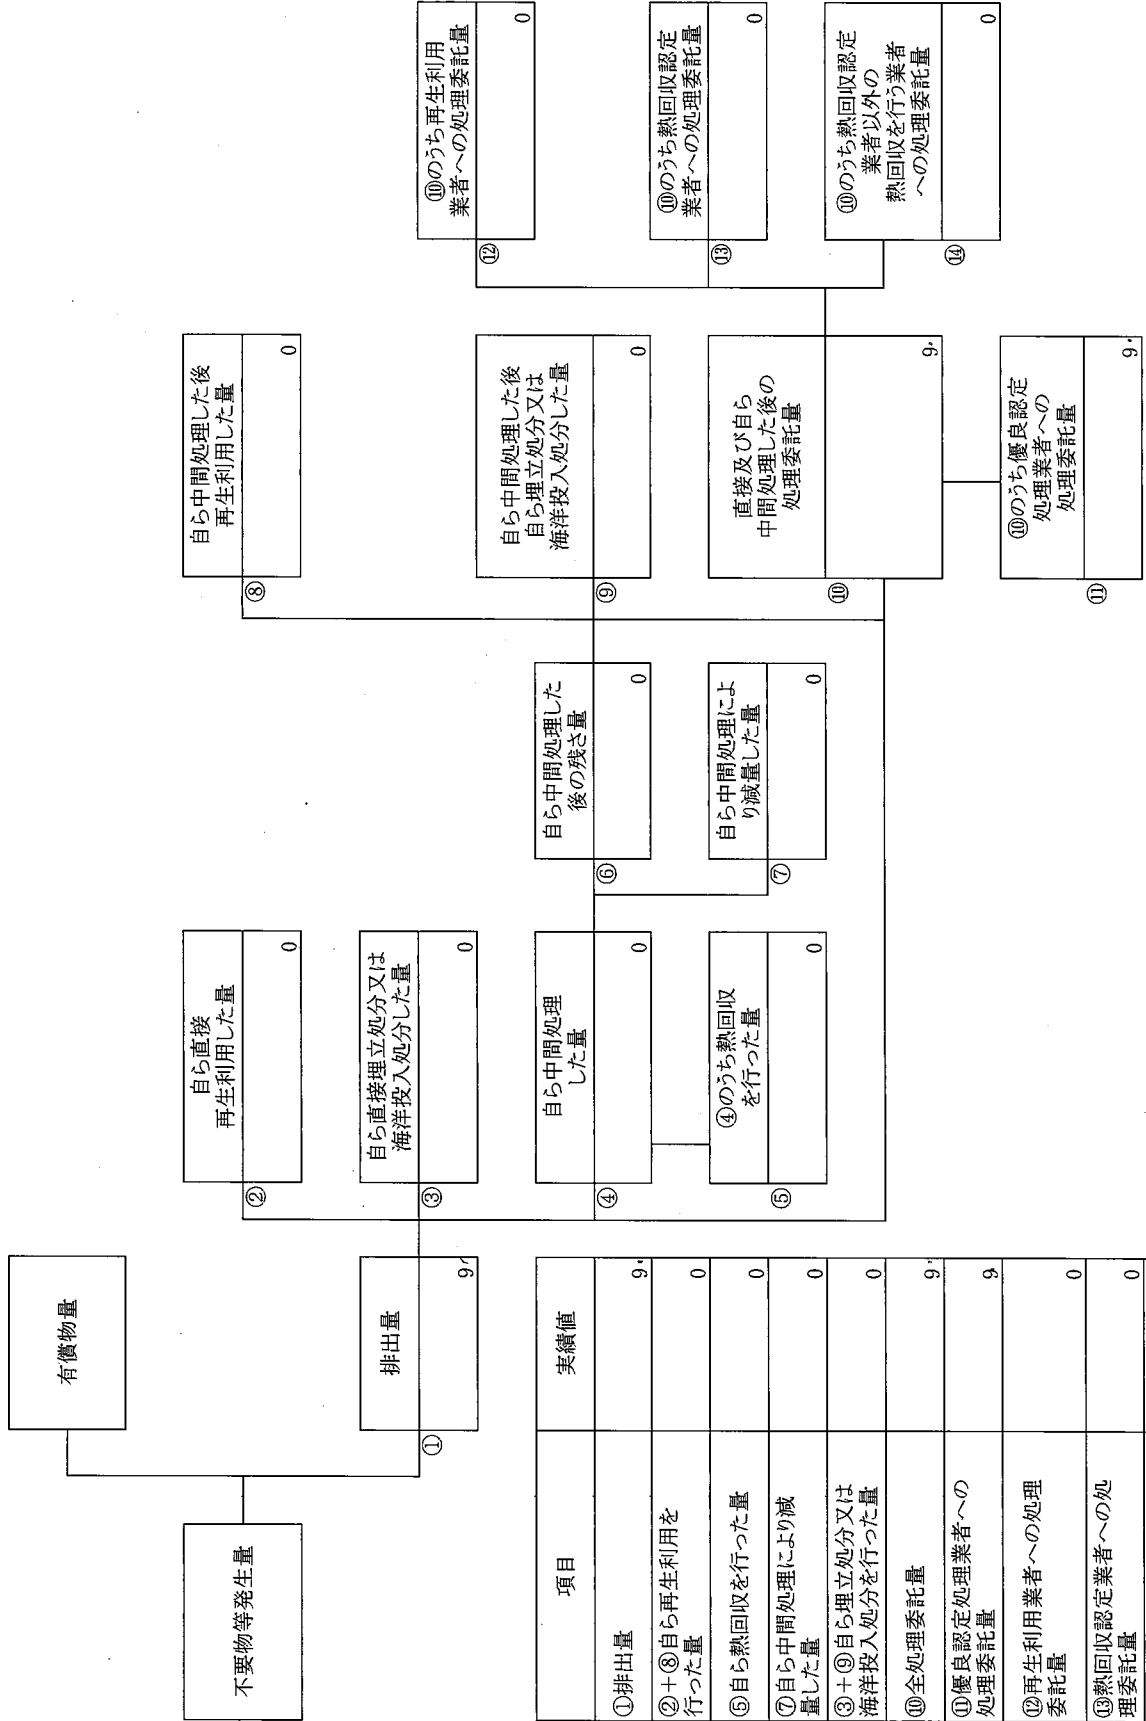 不要物等発生量
有償物量
①
排出量
9
②
自ら直接
再生利用した量
0
③
自ら直接埋立処分又は
海洋投入処分した量
0
④
自ら中間処理
した量
0
⑤
④のうち熱回収
を行った量
0
⑥
自ら中間処理した
後の残さ量
0
⑦
自ら中間処理によ
り減量した量
0
⑧
自ら中間処理した後
再生利用した量
0
⑨
自ら中間処理した後
自ら埋立処分又は
海洋投入処分した量
0
⑩
直接及び自ら
中間処理した後の
処理委託量
9
⑪
⑩のうち優良認定
処理業者への
処理委託量
9
⑫
⑩のうち再生利用
業者への処理委託量
0
⑬
⑩のうち熱回収認定
業者への処理委託量
0
⑭
⑩のうち熱回収認定
業者以外の
熱回収を行う業者
への処理委託量
0
項目 実績値
①排出量 9
②+⑧自ら再生利用を
行った量 0
⑤自ら熱回収を行った量 0
⑦自ら中間処理により減
量した量 0
③+⑨自ら埋立処分又は
海洋投入処分を行った量 0
⑩全処理委託量 9
⑪優良認定処理業者への
処理委託量 9
⑫再生利用業者への処理
委託量 0
⑬熱回収認定業者への処
理委託量 0